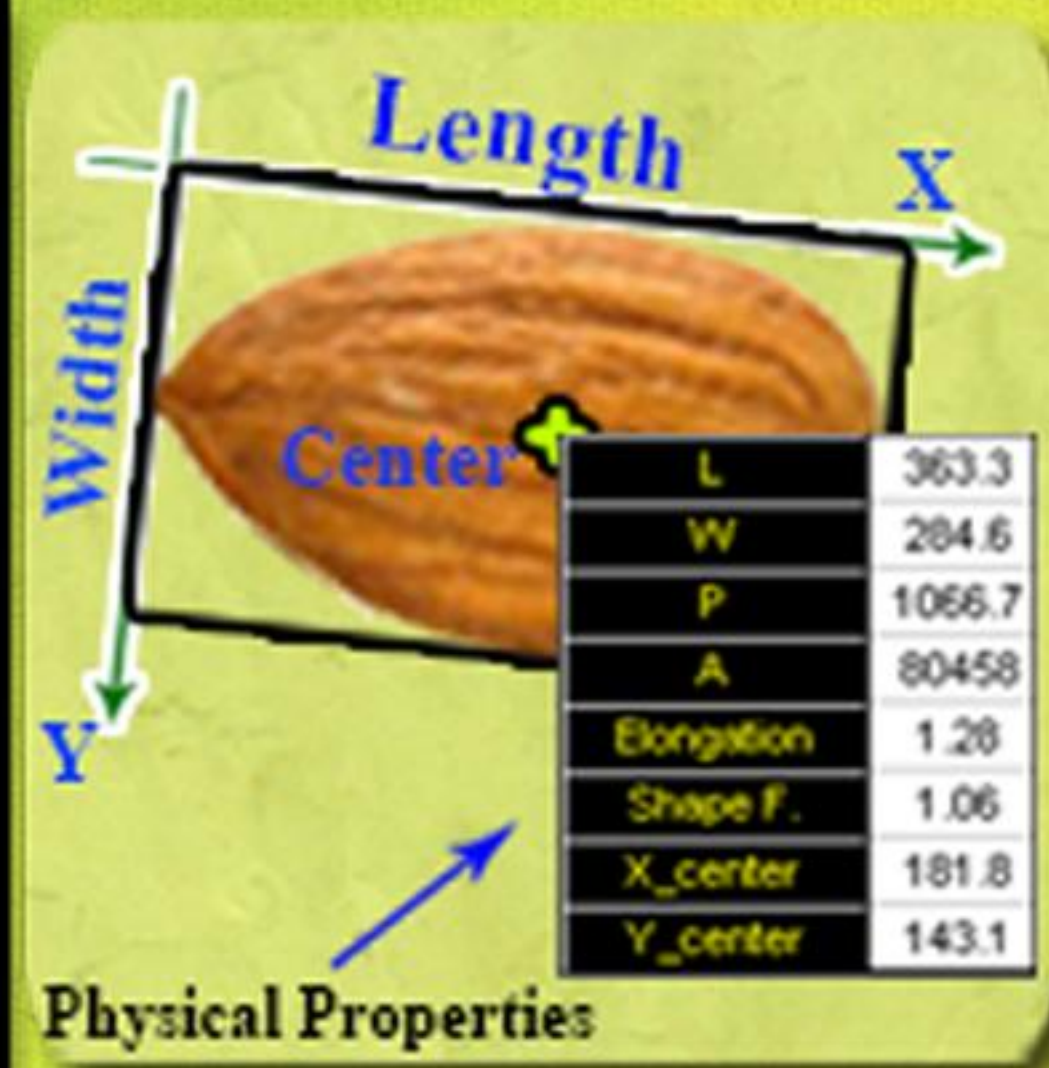 Length
X
Width
Center
L 363.3
W 284.6
P 1066.7
A 80458
Elongation 1.28
Shape F. 1.06
X_center 181.8
Y_center 143.1
Y
Physical Properties